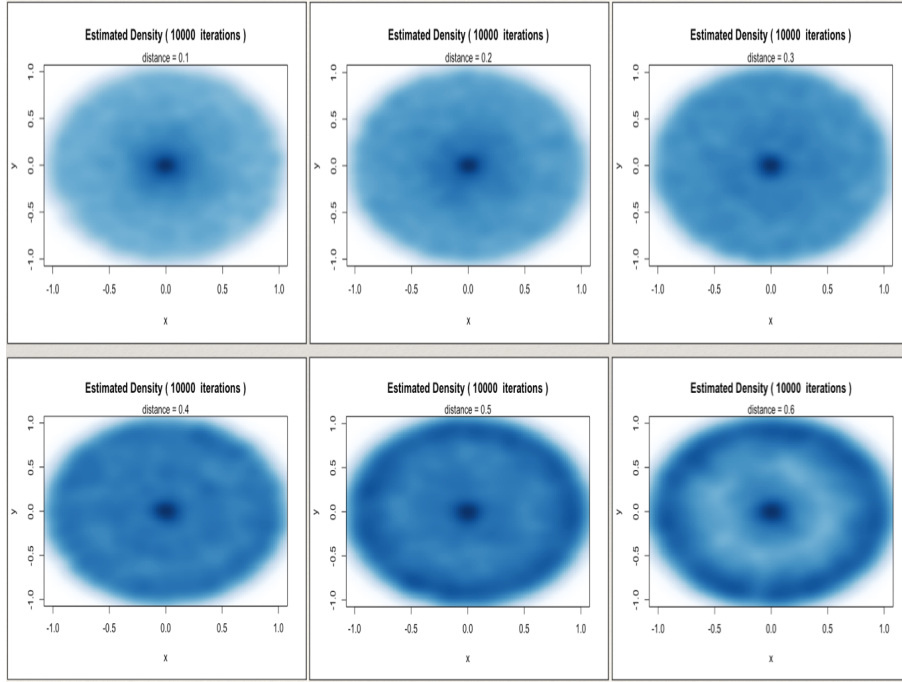 Estimated Density ( 10000 iterations )
distance = 0.1
y
1.0
0.5
0.0
-0.5
-1.0
-1.0 -0.5 0.0 0.5 1.0
x
Estimated Density ( 10000 iterations )
distance = 0.2
y
1.0
0.5
0.0
-0.5
-1.0
-1.0 -0.5 0.0 0.5 1.0
x
Estimated Density ( 10000 iterations )
distance = 0.3
y
1.0
0.5
0.0
-0.5
-1.0
-1.0 -0.5 0.0 0.5 1.0
x
Estimated Density ( 10000 iterations )
distance = 0.4
y
1.0
0.5
0.0
-0.5
-1.0
-1.0 -0.5 0.0 0.5 1.0
x
Estimated Density ( 10000 iterations )
distance = 0.5
y
1.0
0.5
0.0
-0.5
-1.0
-1.0 -0.5 0.0 0.5 1.0
x
Estimated Density ( 10000 iterations )
distance = 0.6
y
1.0
0.5
0.0
-0.5
-1.0
-1.0 -0.5 0.0 0.5 1.0
x